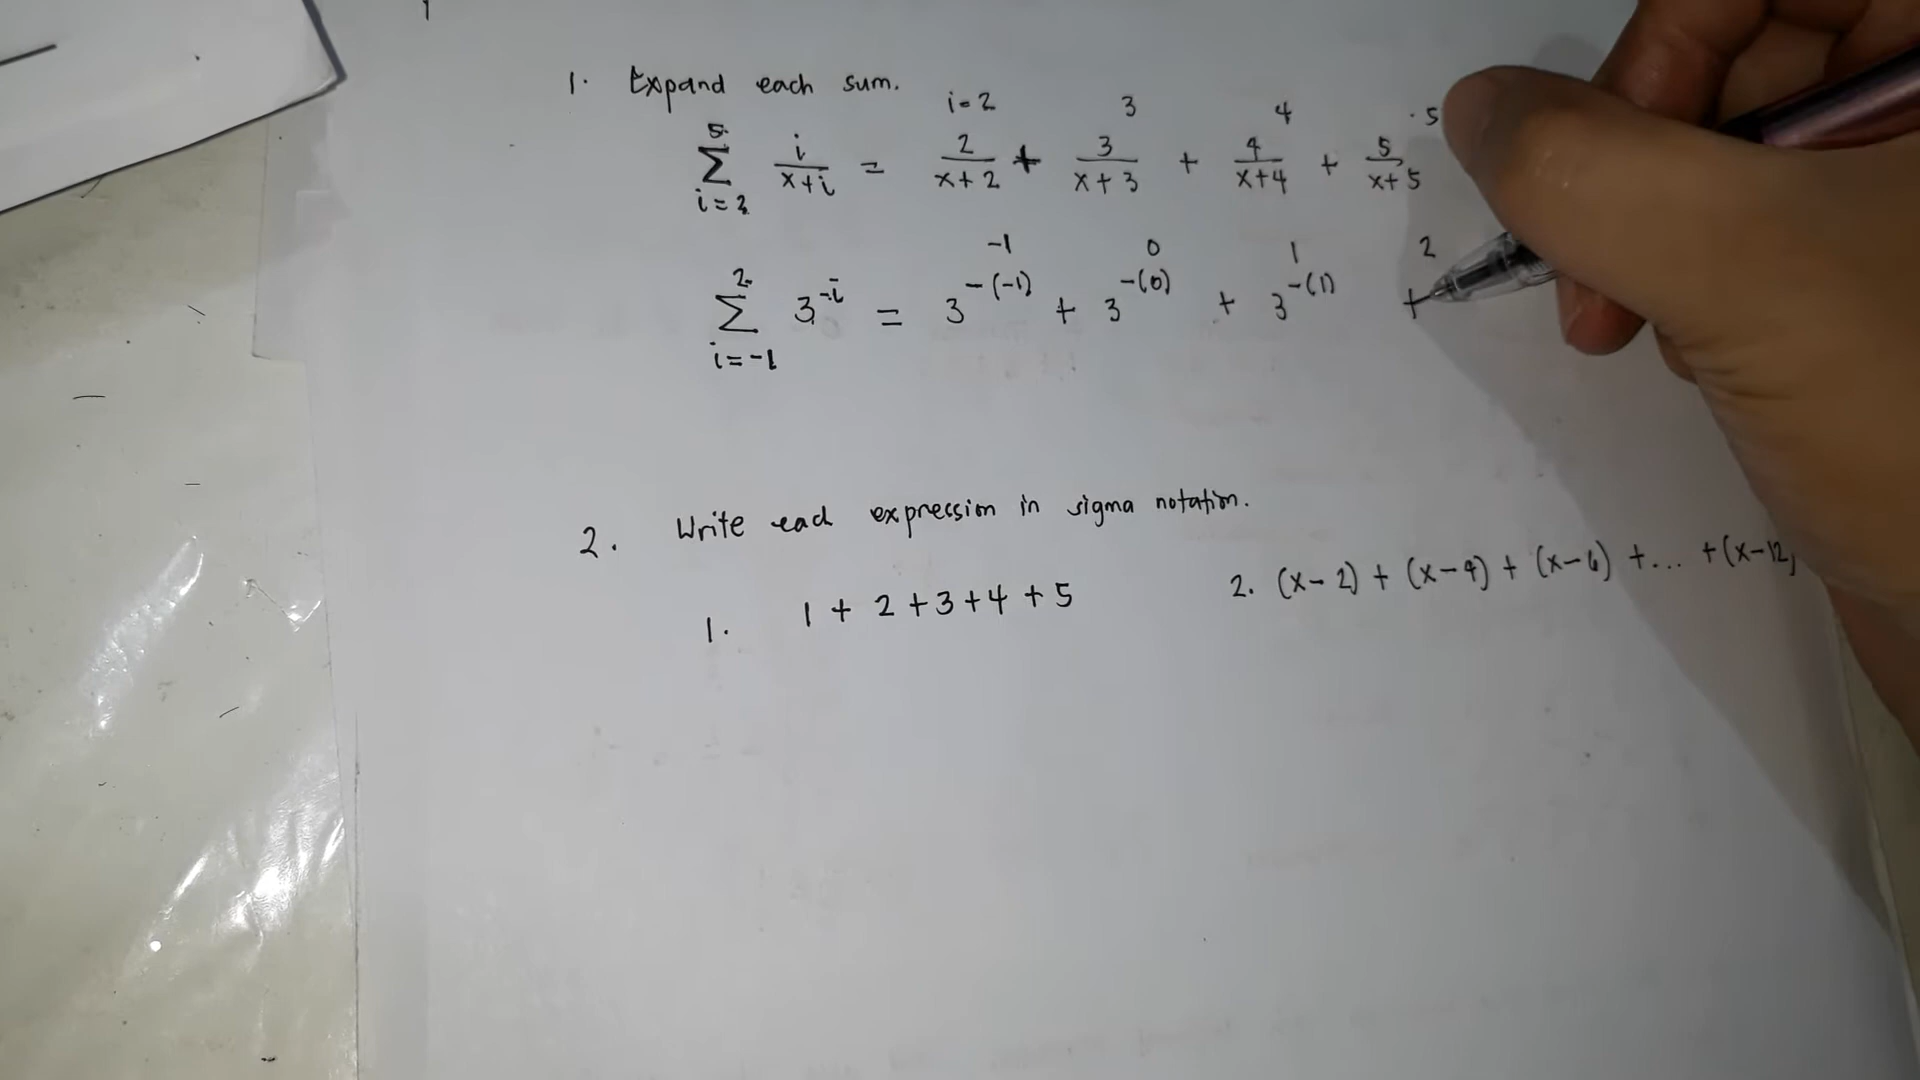 1. Expand each sum.
i=2 3 4 5
5 Σ i=2 i/(x+i) = 2/(x+2) + 3/(x+3) + 4/(x+4) + 5/(x+5)
-1 0 1 2
2 Σ i=-1 3^-i = 3^-(-1) + 3^-(0) + 3^-(1) +
2. Write each expression in sigma notation.
1. 1 + 2 + 3 + 4 + 5
2. (x-2) + (x-4) + (x-6) + ... + (x-12)